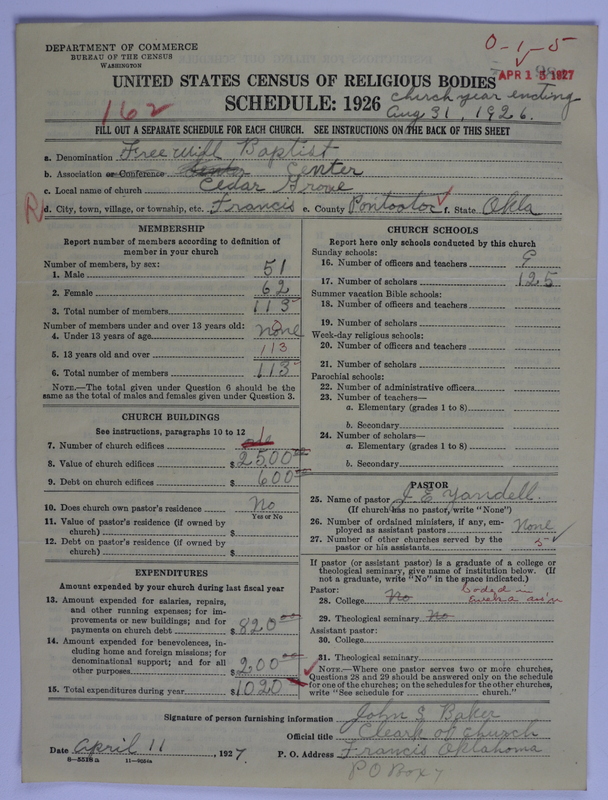 DEPARTMENT OF COMMERCE
BUREAU OF THE CENSUS
WASHINGTON
0-1-5
APR 1 5 1927
UNITED STATES CENSUS OF RELIGIOUS BODIES
SCHEDULE: 1926
church year ending
Aug 31, 1926.
162
FILL OUT A SEPARATE SCHEDULE FOR EACH CHURCH. SEE INSTRUCTIONS ON THE BACK OF THIS SHEET
a. Denomination Free Will Baptist
b. Association or Conference Center
c. Local name of church Cedar Grove
d. City, town, village, or township, etc. Francis e. County Pontotoc f. State Okla
MEMBERSHIP
Report number of members according to definition of
member in your church
Number of members, by sex:
1. Male 51
2. Female 62
3. Total number of members 113
Number of members under and over 13 years old:
4. Under 13 years of age none
5. 13 years old and over 113
6. Total number of members 113
NOTE.—The total given under Question 6 should be the
same as the total of males and females given under Question 3.
CHURCH BUILDINGS
See instructions, paragraphs 10 to 12
7. Number of church edifices
8. Value of church edifices $2500.00
9. Debt on church edifices $600.00
10. Does church own pastor's residence? No
Yes or No
11. Value of pastor's residence (if owned by
church) $
12. Debt on pastor's residence (if owned by
church) $
EXPENDITURES
Amount expended by your church during last fiscal year
13. Amount expended for salaries, repairs,
and other running expenses; for im-
provements or new buildings; and for
payments on church debt $820.00
14. Amount expended for benevolences, in-
cluding home and foreign missions; for
denominational support; and for all
other purposes $200.00
15. Total expenditures during year $1020
CHURCH SCHOOLS
Report here only schools conducted by this church
Sunday schools:
16. Number of officers and teachers 9
17. Number of scholars 125
Summer vacation Bible schools:
18. Number of officers and teachers
19. Number of scholars
Week-day religious schools:
20. Number of officers and teachers
21. Number of scholars
Parochial schools:
22. Number of administrative officers
23. Number of teachers—
a. Elementary (grades 1 to 8)
b. Secondary
24. Number of scholars—
a. Elementary (grades 1 to 8)
b. Secondary
PASTOR
25. Name of pastor J. E. Yandell.
(If church has no pastor, write "None")
26. Number of ordained ministers, if any, em-
ployed as assistant pastors None
27. Number of other churches served by the
pastor or his assistants 5
If pastor (or assistant pastor) is a graduate of a college or
theological seminary, give name of institution below. (If
not a graduate, write "No" in the space indicated.)
Pastor:
28. College No
29. Theological seminary No
Assistant pastor:
30. College
31. Theological seminary
NOTE.—Where one pastor serves two or more churches,
Questions 28 and 29 should be answered only on the schedule
for one of the churches; on the schedules for the other churches,
write "See schedule for church."
Signature of person furnishing information John S Baker
Official title Cleark of Church
Date April 11, 1927. P. O. Address Francis Oklahoma
8-5518 b 11-9664a
PO Box 7